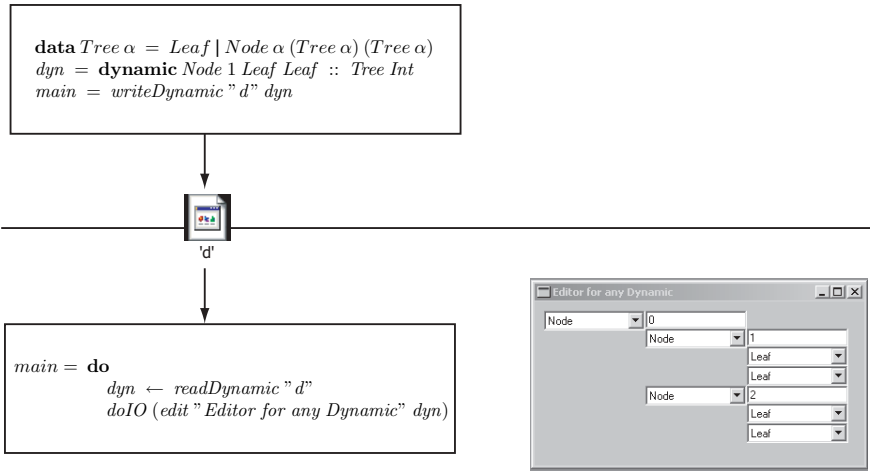 data Tree α = Leaf | Node α (Tree α) (Tree α)
dyn = dynamic Node 1 Leaf Leaf :: Tree Int
main = writeDynamic ”d” dyn
'd'
main = do
dyn ← readDynamic ”d”
doIO (edit ”Editor for any Dynamic” dyn)
Editor for any Dynamic
Node 0
Node 1
Leaf
Leaf
Node 2
Leaf
Leaf